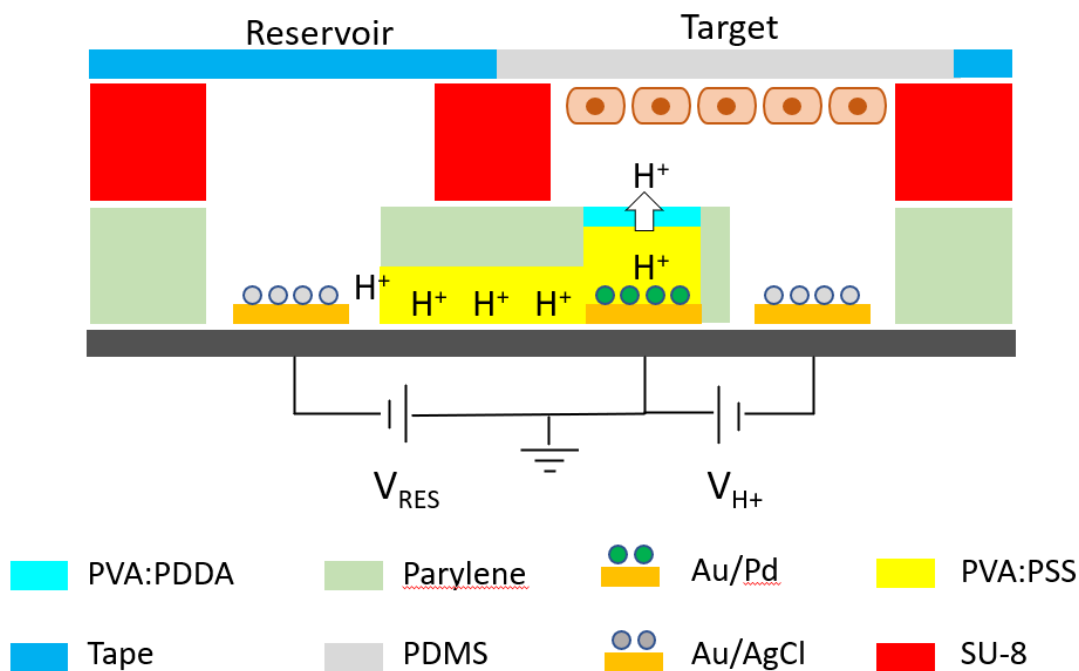 Reservoir
Target
H+
H+
H+
H+ H+ H+
VRES
VH+
PVA:PDDA
Parylene
Au/Pd
PVA:PSS
Tape
PDMS
Au/AgCl
SU-8